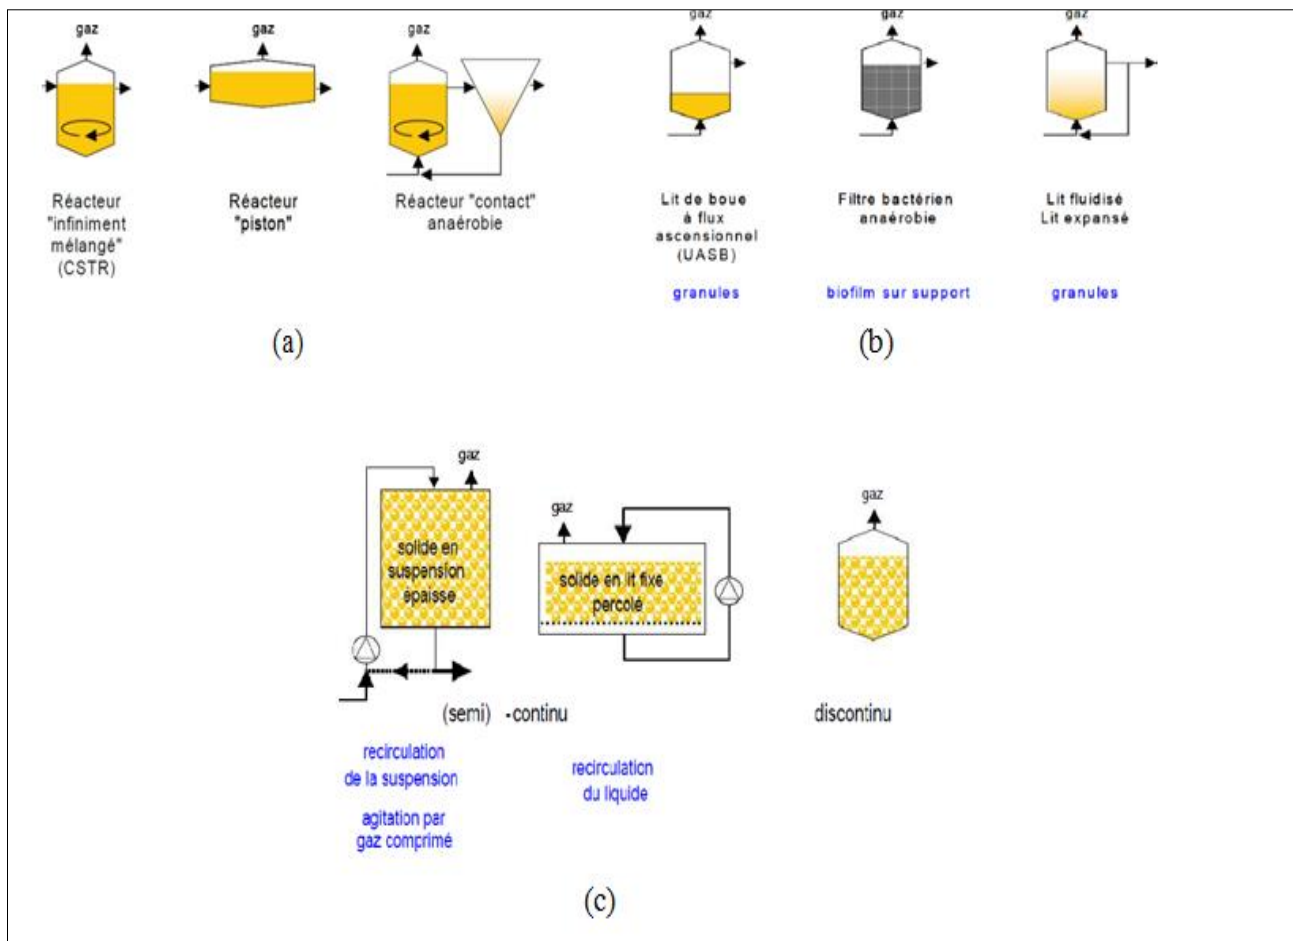 gaz
gaz
gaz
Réacteur
"infiniment
mélangé"
(CSTR)
Réacteur
"piston"
Réacteur "contact"
anaérobie
(a)
gaz
gaz
gaz
Lit de boue
à flux
ascensionnel
(UASB)
granules
Filtre bactérien
anaérobie
biofilm sur support
Lit fluidisé
Lit expansé
granules
(b)
gaz
solide en
suspension
épaisse
gaz
solide en lit fixe
percolé
gaz
(semi) -continu
discontinu
recirculation
de la suspension
agitation par
gaz comprimé
recirculation
du liquide
(c)